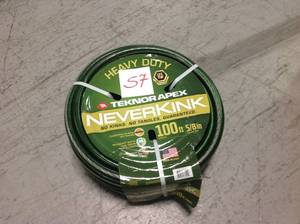 HEAVY DUTY
57
TEKNOR APEX
NEVERKINK
NO KINKS. NO TANGLES. GUARANTEED.
100 ft 5/8 in